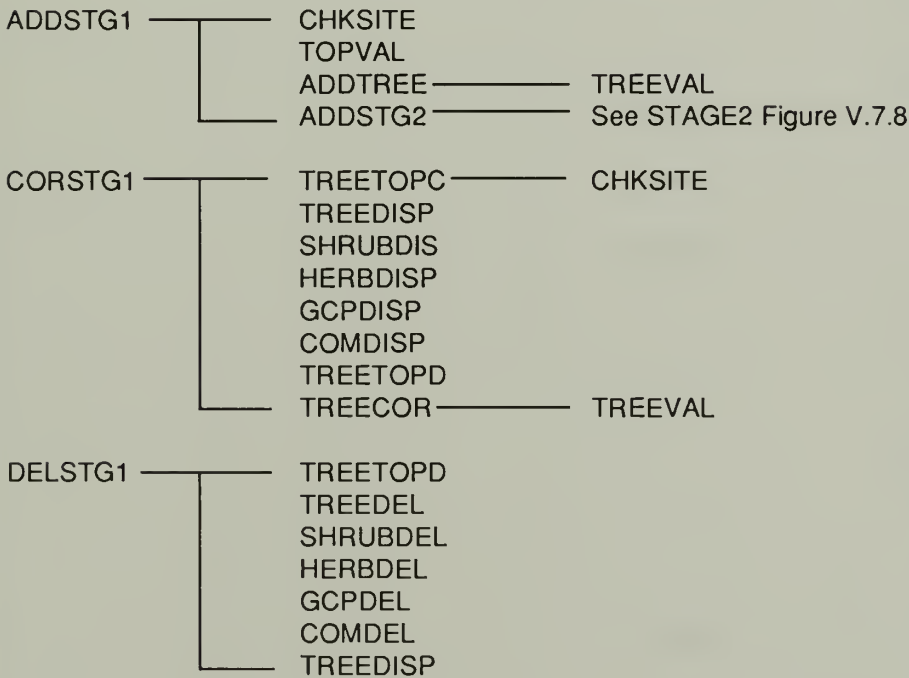 ADDSTG1 CHKSITE
TOPVAL
ADDTREE TREEVAL
ADDSTG2 See STAGE2 Figure V.7.8
CORSTG1 TREETOPC CHKSITE
TREEDISP
SHRUBDIS
HERBDISP
GCPDISP
COMDISP
TREETOPD
TREECOR TREEVAL
DELSTG1 TREETOPD
TREEDEL
SHRUBDEL
HERBDEL
GCPDEL
COMDEL
TREEDISP